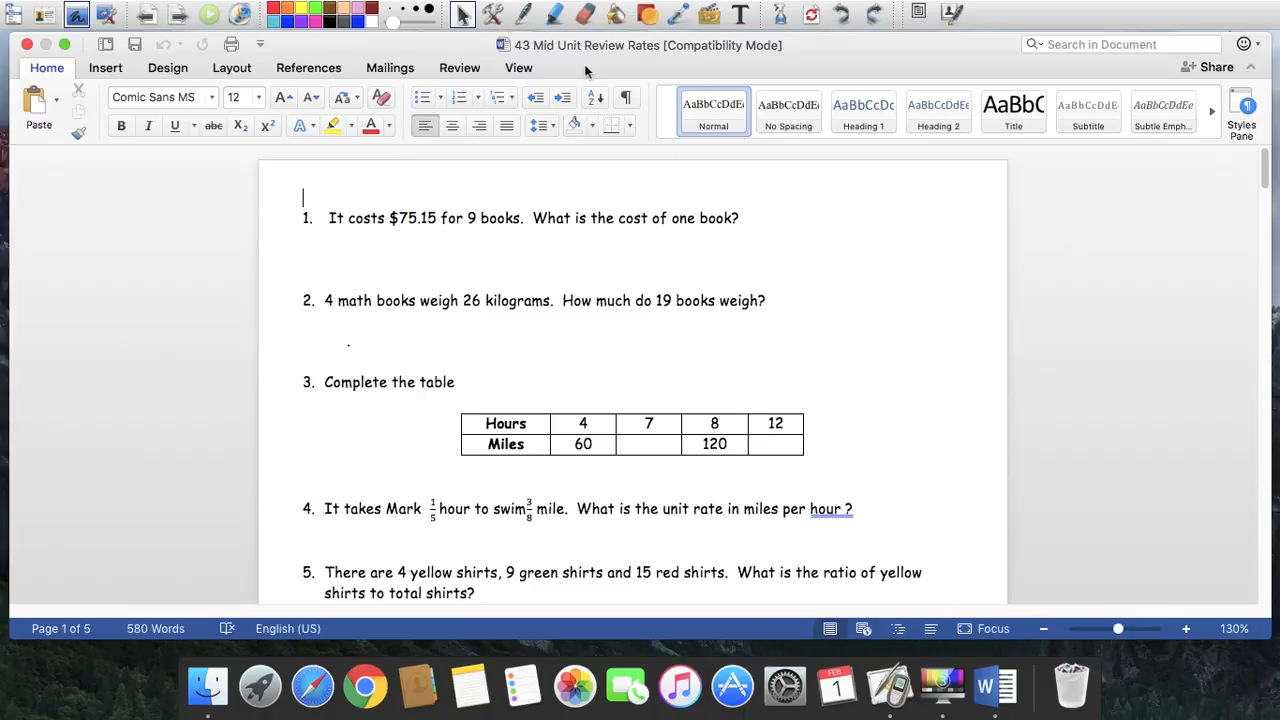 43 Mid Unit Review Rates [Compatibility Mode]
Search in Document
Home Insert Design Layout References Mailings Review View
Share
Paste
Comic Sans MS 12
AaBbCcDdEe AaBbCcDdEe AaBbCcDc AaBbCcDdEe AaBbC AaBbCcDdEe AaBbCcDdEe
Normal No Spacing Heading 1 Heading 2 Title Subtitle Subtle Emph...
Styles Pane
1. It costs $75.15 for 9 books. What is the cost of one book?
2. 4 math books weigh 26 kilograms. How much do 19 books weigh?
3. Complete the table
Hours 4 7 8 12
Miles 60 120
4. It takes Mark 1/5 hour to swim 3/8 mile. What is the unit rate in miles per hour ?
5. There are 4 yellow shirts, 9 green shirts and 15 red shirts. What is the ratio of yellow
shirts to total shirts?
Page 1 of 5 580 Words English (US) Focus 130%
FEB
1